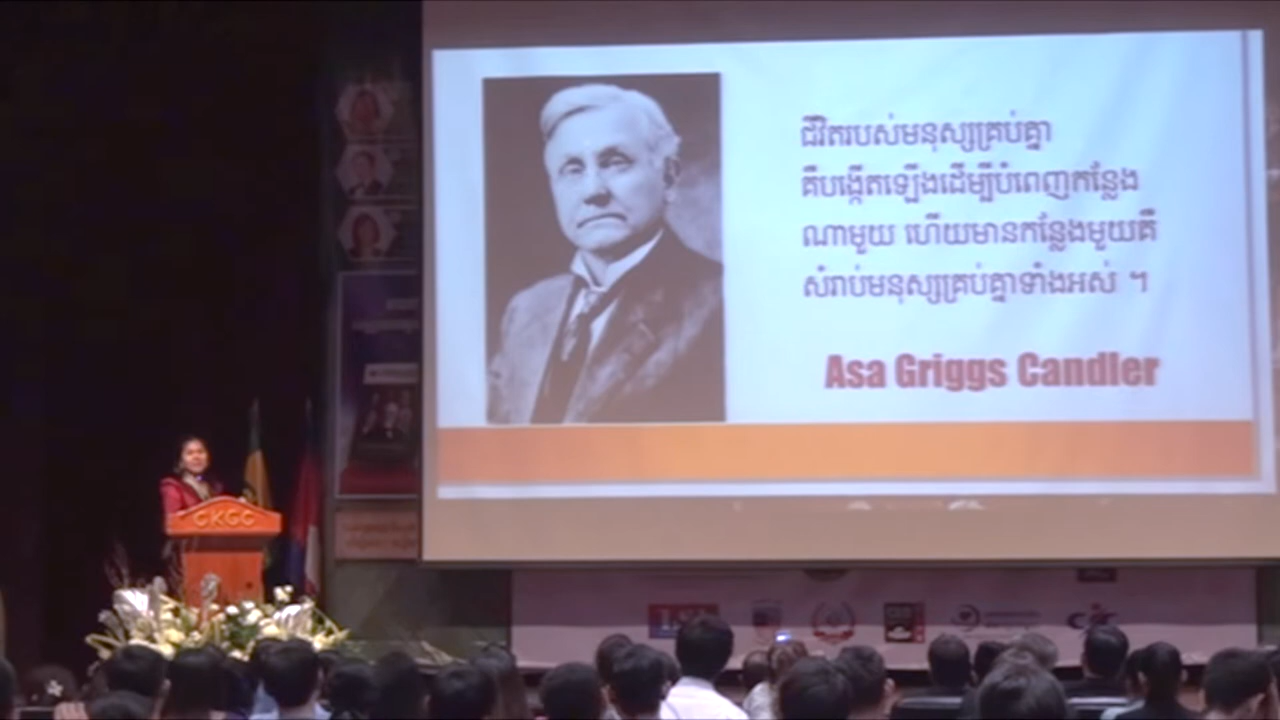 ជីវិតរបស់មនុស្សគ្រប់គ្នា
គឺបង្កើតឡើងដើម្បីបំពេញកន្លែង
ណាមួយ ហើយមានកន្លែងមួយគឺ
សំរាប់មនុស្សគ្រប់គ្នាទាំងអស់ ។
Asa Griggs Candler
CKGC